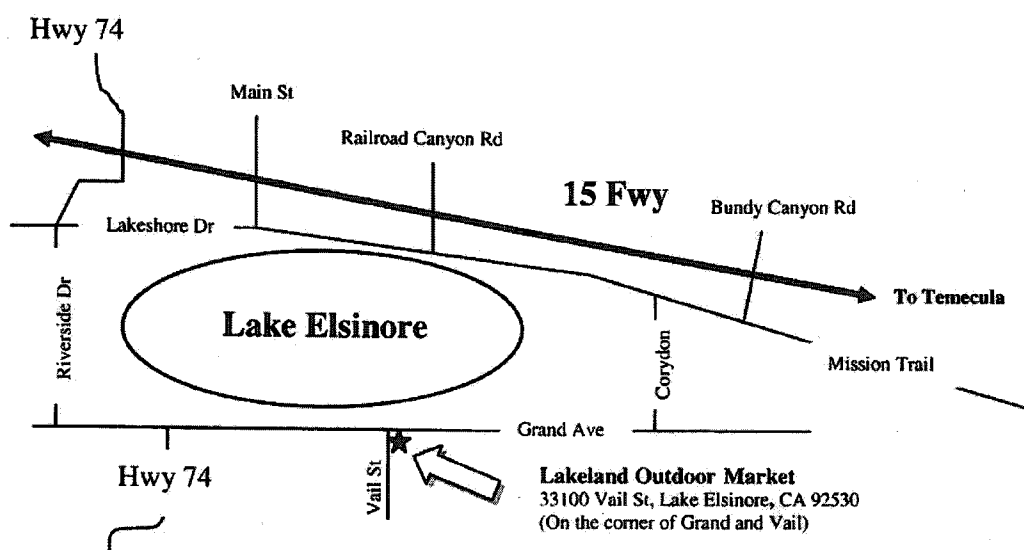 Hwy 74
Main St
Railroad Canyon Rd
15 Fwy
Bundy Canyon Rd
Lakeshore Dr
To Temecula
Riverside Dr
Lake Elsinore
Corydon
Mission Trail
Grand Ave
Hwy 74
Vail St
Lakeland Outdoor Market
33100 Vail St, Lake Elsinore, CA 92530
(On the corner of Grand and Vail)